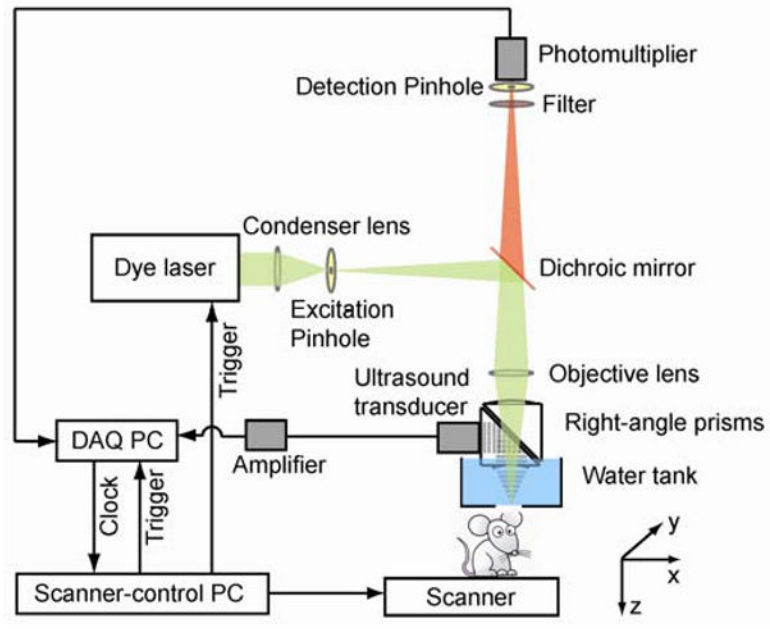 Photomultiplier
Detection Pinhole
Filter
Condenser lens
Dye laser
Dichroic mirror
Excitation
Pinhole
Trigger
Ultrasound
transducer
Objective lens
Right-angle prisms
DAQ PC
Amplifier
Water tank
Clock
Trigger
y
x
z
Scanner-control PC
Scanner